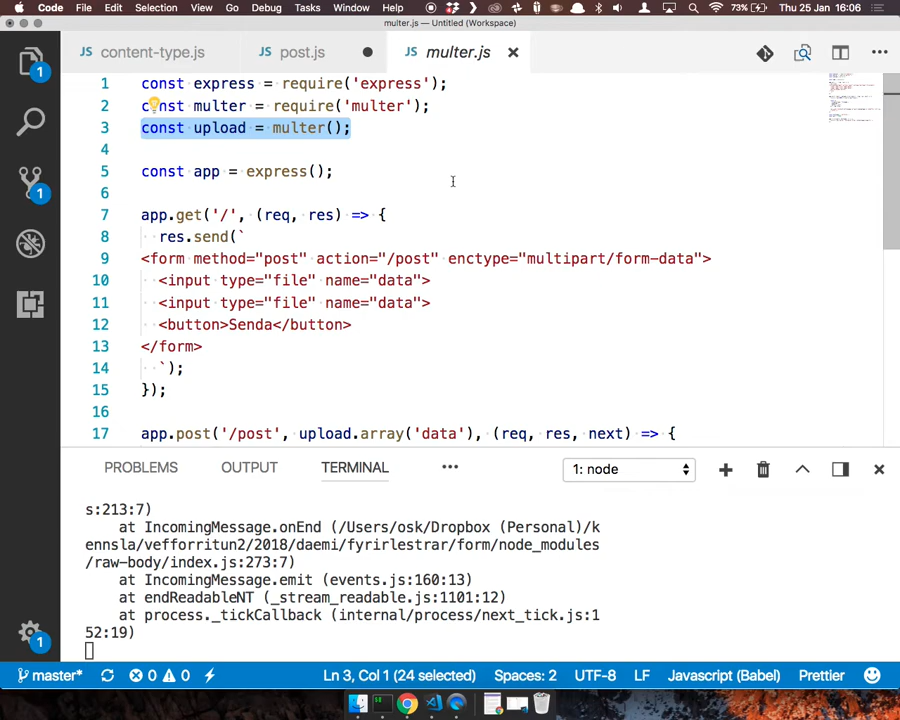 Code File Edit Selection View Go Debug Tasks Window Help 73% Thu 25 Jan 16:06
multer.js — Untitled (Workspace)
JS content-type.js JS post.js JS multer.js
1 const express = require('express');
2 const multer = require('multer');
3 const upload = multer();
4
5 const app = express();
6
7 app.get('/', (req, res) => {
8 res.send(`
9 <form method="post" action="/post" enctype="multipart/form-data">
10 <input type="file" name="data">
11 <input type="file" name="data">
12 <button>Senda</button>
13 </form>
14 `);
15 });
16
17 app.post('/post', upload.array('data'), (req, res, next) => {
1
1
1
PROBLEMS OUTPUT TERMINAL ••• 1: node
s:213:7)
at IncomingMessage.onEnd (/Users/osk/Dropbox (Personal)/k
ennsla/vefforritun2/2018/daemi/fyrirlestrar/form/node_modules
/raw-body/index.js:273:7)
at IncomingMessage.emit (events.js:160:13)
at endReadableNT (_stream_readable.js:1101:12)
at process._tickCallback (internal/process/next_tick.js:1
52:19)
master* 0 0 Ln 3, Col 1 (24 selected) Spaces: 2 UTF-8 LF JavaScript (Babel) Prettier